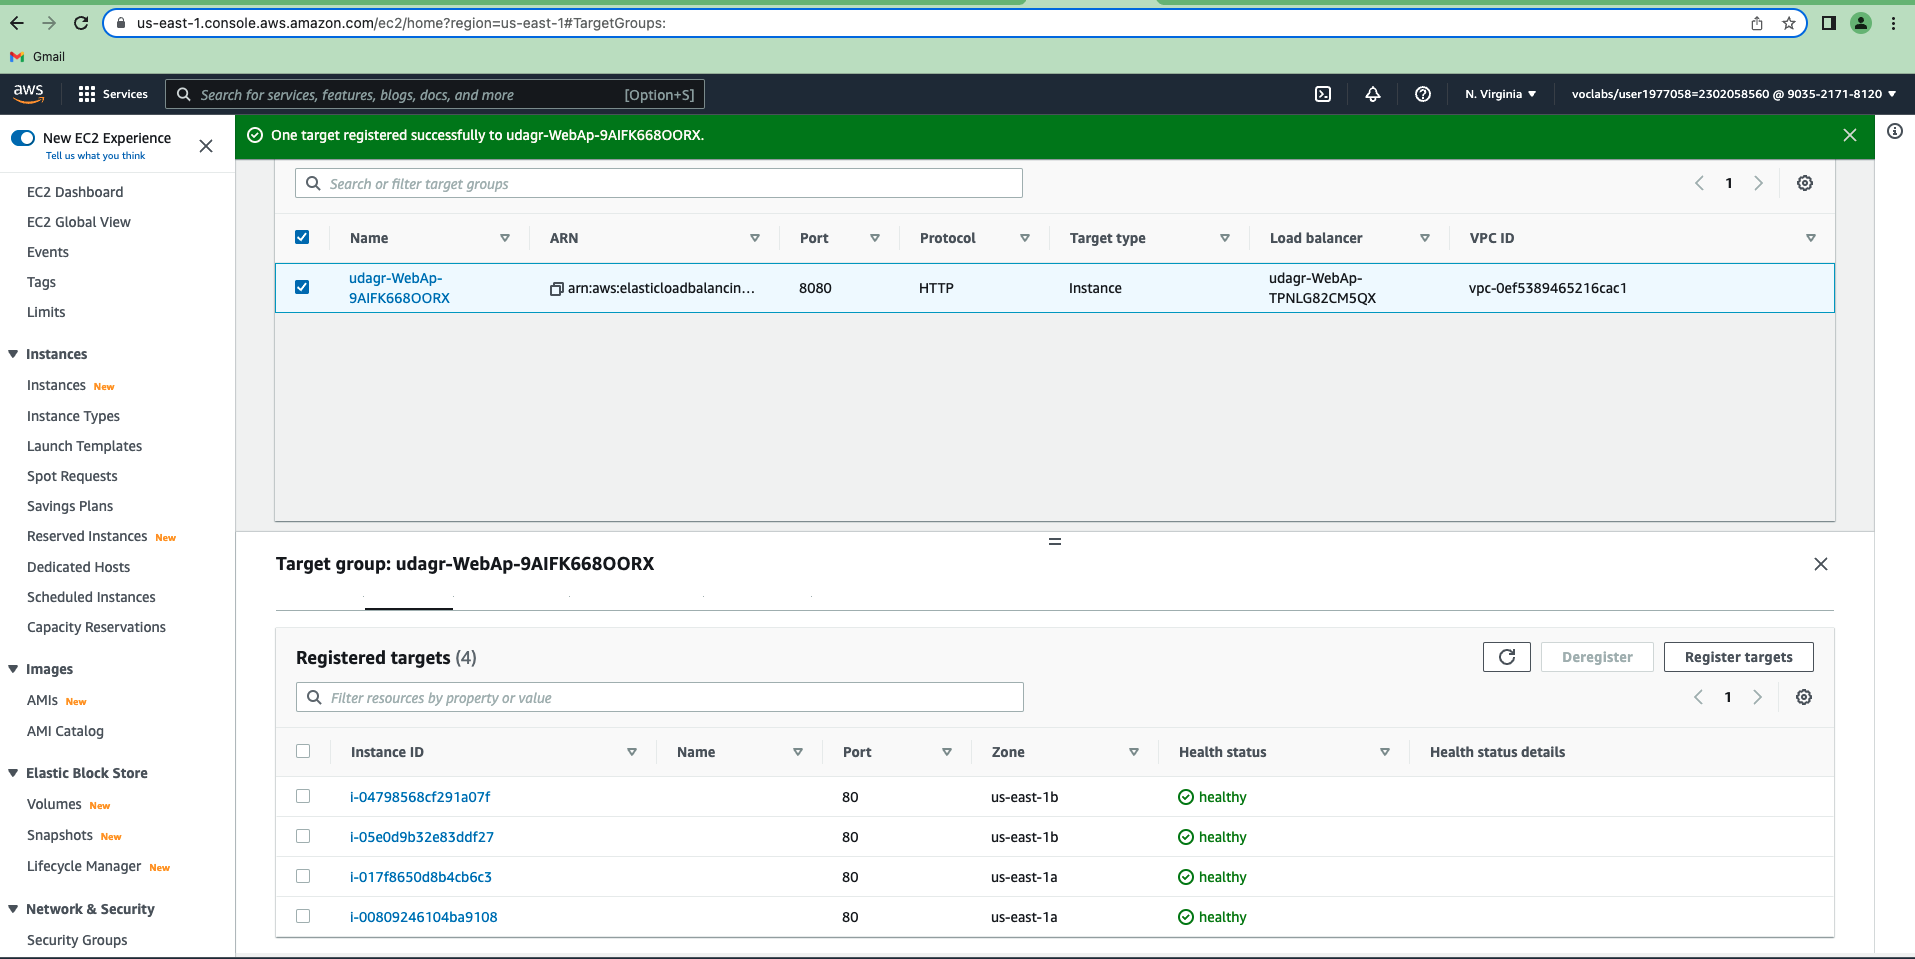 us-east-1.console.aws.amazon.com/ec2/home?region=us-east-1#TargetGroups:
Gmail
aws
Services
Search for services, features, blogs, docs, and more
[Option+S]
N. Virginia
voclabs/user1977058=2302058560 @ 9035-2171-8120
New EC2 Experience
Tell us what you think
EC2 Dashboard
EC2 Global View
Events
Tags
Limits
Instances
Instances New
Instance Types
Launch Templates
Spot Requests
Savings Plans
Reserved Instances New
Dedicated Hosts
Scheduled Instances
Capacity Reservations
Images
AMIs New
AMI Catalog
Elastic Block Store
Volumes New
Snapshots New
Lifecycle Manager New
Network & Security
Security Groups
One target registered successfully to udagr-WebAp-9AIFK668OORX.
Search or filter target groups
1
Name ARN Port Protocol Target type Load balancer VPC ID
udagr-WebAp-
9AIFK668OORX
arn:aws:elasticloadbalancin...
8080
HTTP
Instance
udagr-WebAp-
TPNLG82CM5QX
vpc-0ef5389465216cac1
Target group: udagr-WebAp-9AIFK668OORX
Registered targets (4)
Deregister
Register targets
Filter resources by property or value
1
Instance ID Name Port Zone Health status Health status details
i-04798568cf291a07f 80 us-east-1b healthy
i-05e0d9b32e83ddf27 80 us-east-1b healthy
i-017f8650d8b4cb6c3 80 us-east-1a healthy
i-00809246104ba9108 80 us-east-1a healthy